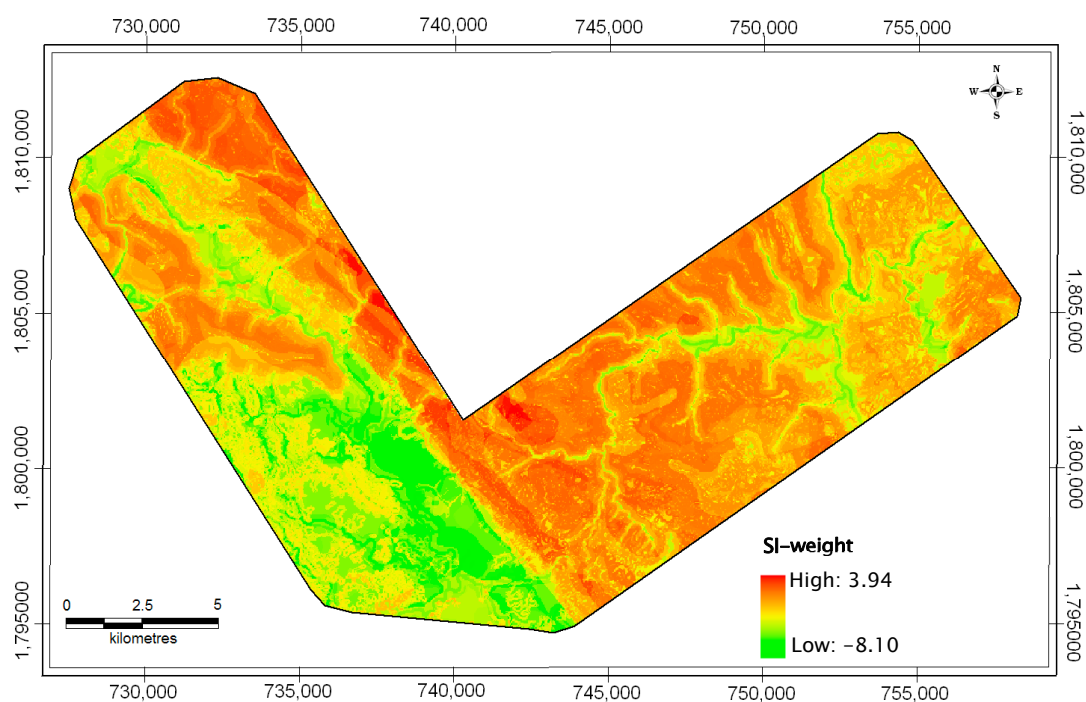 730,000 735,000 740,000 745,000 750,000 755,000
N
W E
S
1,810,000 1,810,000
1,805,000 1,805,000
1,800,000 1,800,000
1,795,000 1,795000
SI-weight
High: 3.94
Low: -8.10
0 2.5 5
kilometres
730,000 735,000 740,000 745,000 750,000 755,000